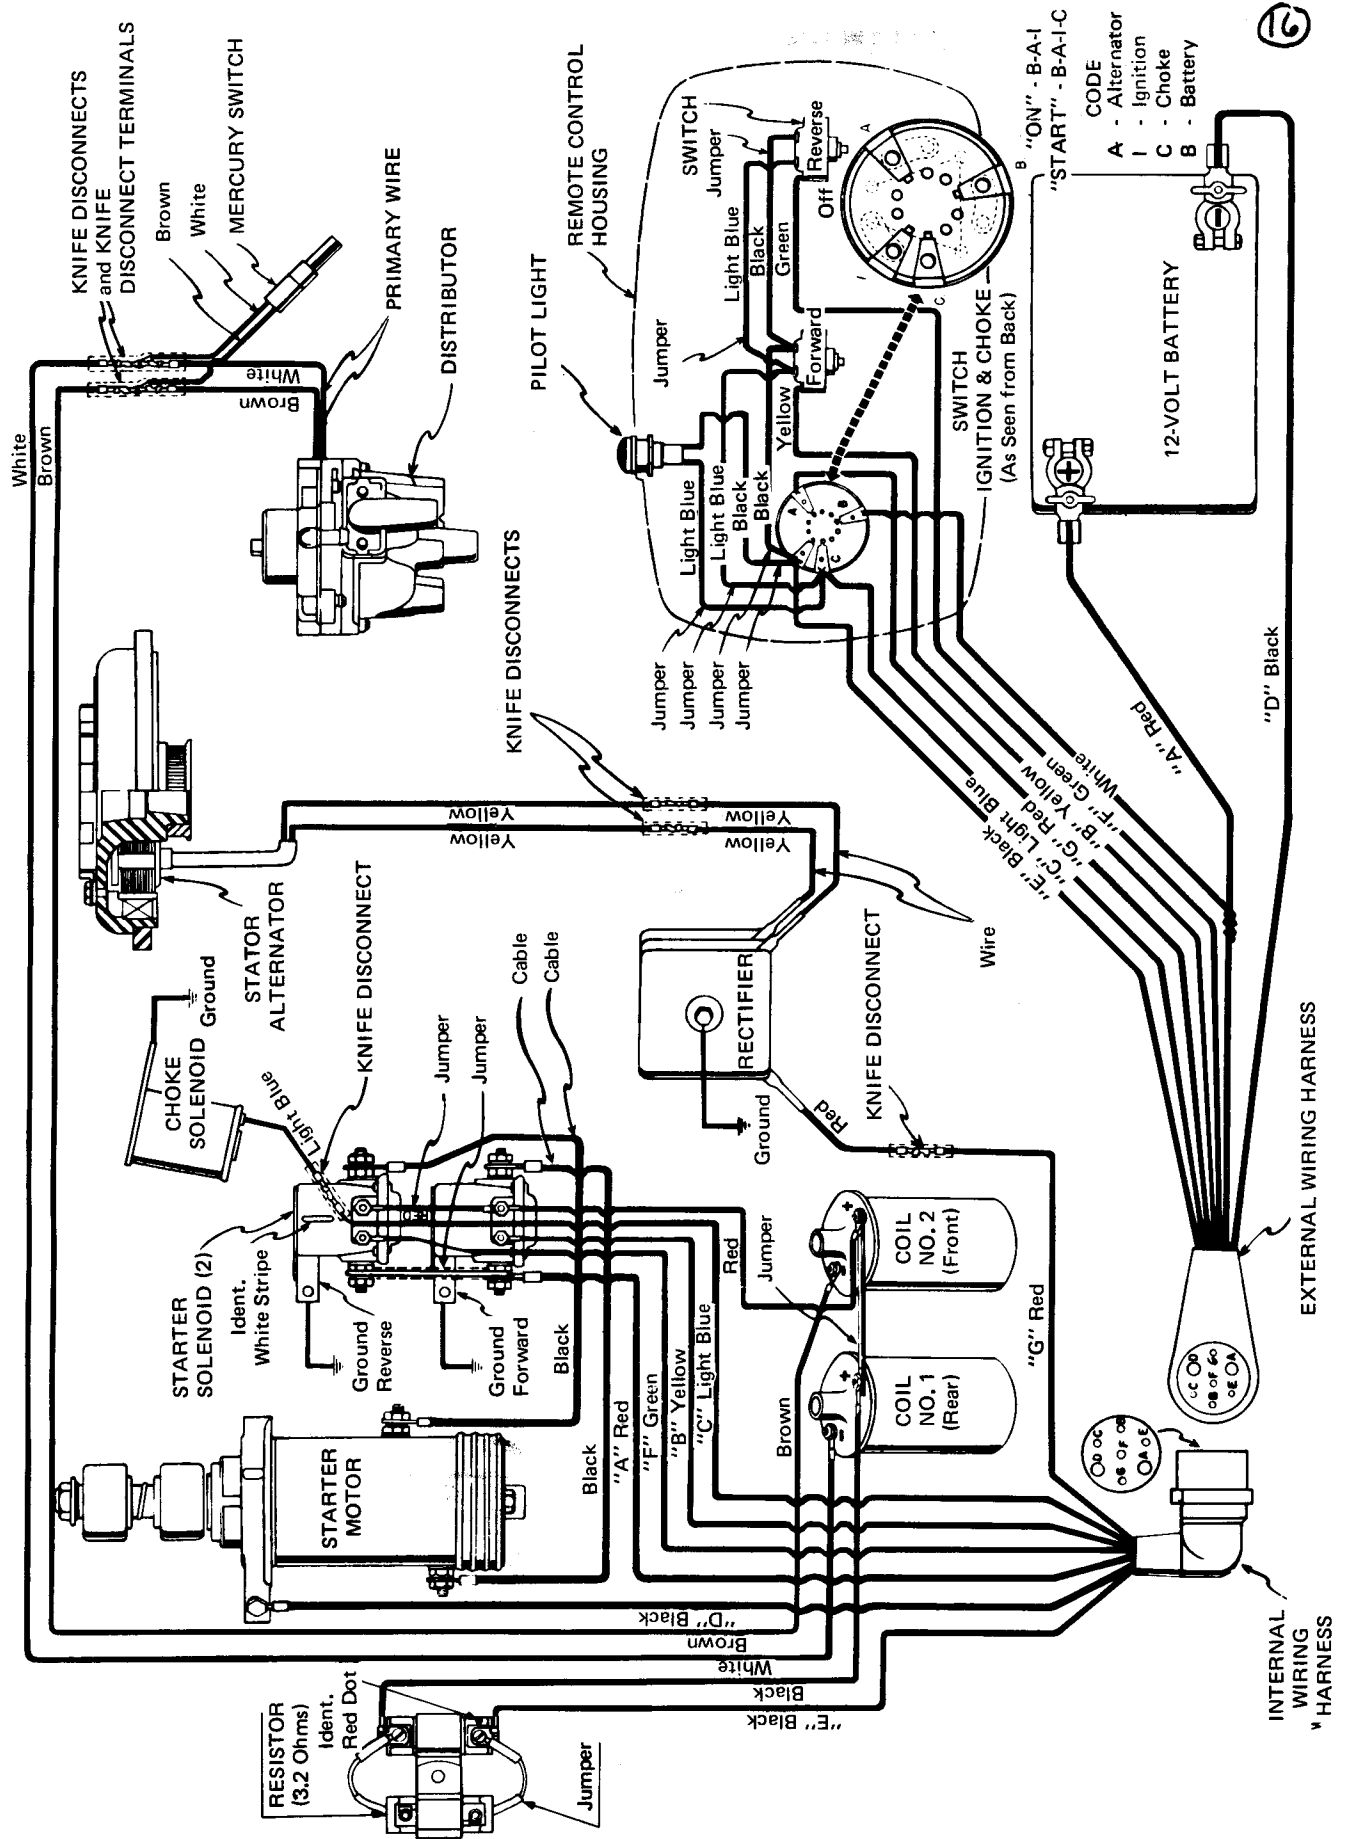 16
KNIFE DISCONNECTS
and KNIFE
DISCONNECT TERMINALS
Brown
White
MERCURY SWITCH
PRIMARY WIRE
DISTRIBUTOR
White
Brown
White
Brown
PILOT LIGHT
REMOTE CONTROL
HOUSING
SWITCH
Jumper
Reverse
Off
Light Blue
Black
Green
Jumper
Forward
Yellow
Light Blue
Light Blue
Black
Black
A
B
C
A
B
I
C
SWITCH
IGNITION & CHOKE
(As Seen from Back)
"ON" - B-A-I
"START" - B-A-I-C
CODE
A - Alternator
I - Ignition
C - Choke
B - Battery
12-VOLT BATTERY
+
−
Jumper
Jumper
Jumper
Jumper
KNIFE DISCONNECTS
"A" Red
"D" Black
White
"F" Green
"B" Yellow
"G" Red
"C" Light Blue
"E" Black
Yellow
Yellow
Yellow
Yellow
STATOR
ALTERNATOR
Wire
RECTIFIER
Ground
Red
KNIFE DISCONNECT
CHOKE
SOLENOID
Ground
Light Blue
KNIFE DISCONNECT
Jumper
Jumper
Cable
Cable
STARTER
SOLENOID (2)
Ident.
White Stripe
Ground
Reverse
Ground
Forward
Black
Black
"A" Red
"F" Green
"B" Yellow
"C" Light Blue
Red
Jumper
Brown
COIL
NO. 2
(Front)
+
-
COIL
NO. 1
(Rear)
+
-
"G" Red
EXTERNAL WIRING HARNESS
C D
B F G
E A
D C
G F B
A E
INTERNAL
WIRING
HARNESS
STARTER
MOTOR
"D" Black
Brown
White
Black
"E" Black
RESISTOR
(3.2 Ohms)
Ident.
Red Dot
Jumper